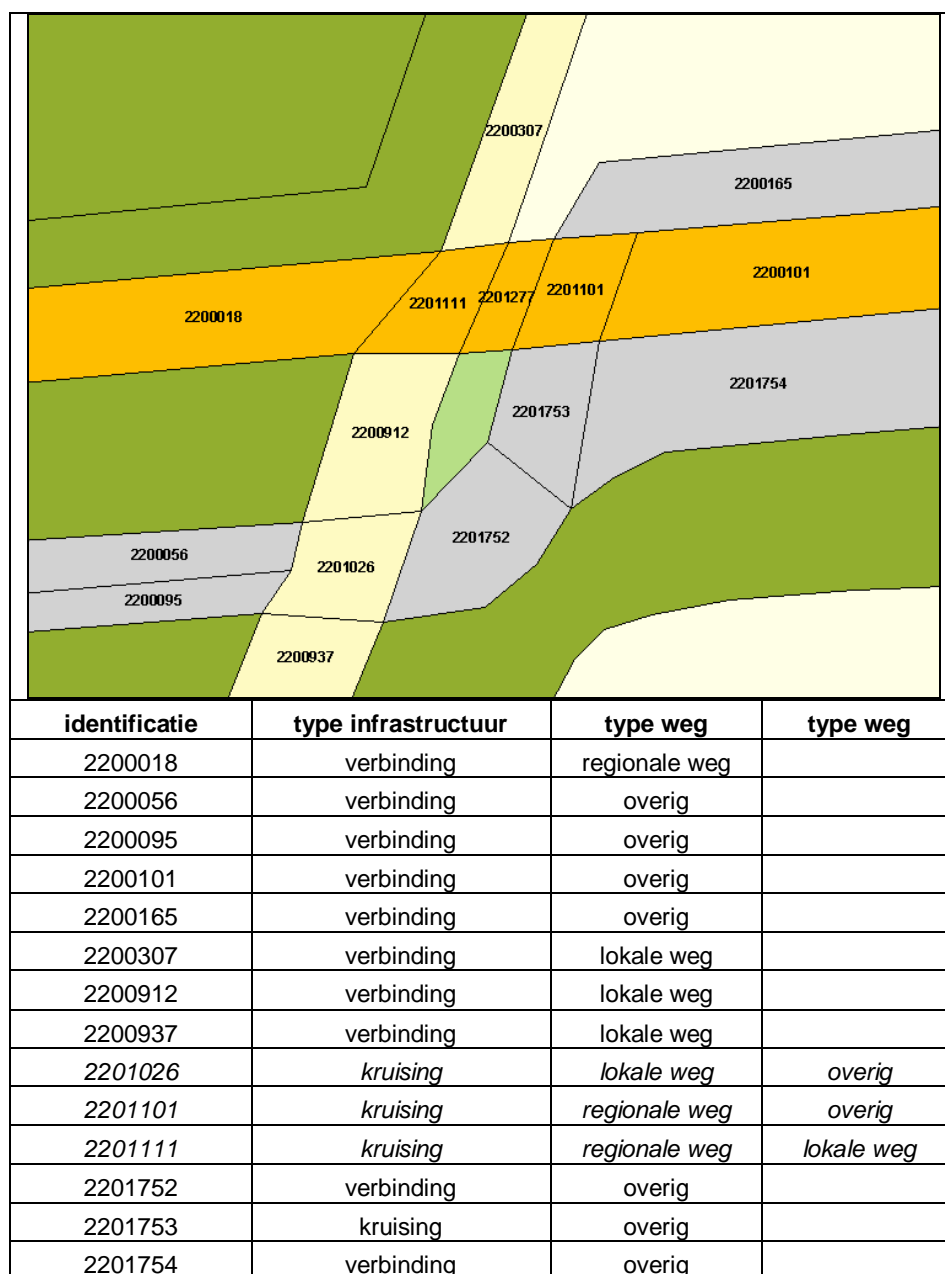 2200307
2200165
2200101
2201111
2201277
2201101
2200018
2201754
2201753
2200912
2201752
2200056
2201026
2200095
2200937
identificatie type infrastructuur type weg type weg
2200018 verbinding regionale weg
2200056 verbinding overig
2200095 verbinding overig
2200101 verbinding overig
2200165 verbinding overig
2200307 verbinding lokale weg
2200912 verbinding lokale weg
2200937 verbinding lokale weg
2201026 kruising lokale weg overig
2201101 kruising regionale weg overig
2201111 kruising regionale weg lokale weg
2201752 verbinding overig
2201753 kruising overig
2201754 verbinding overig